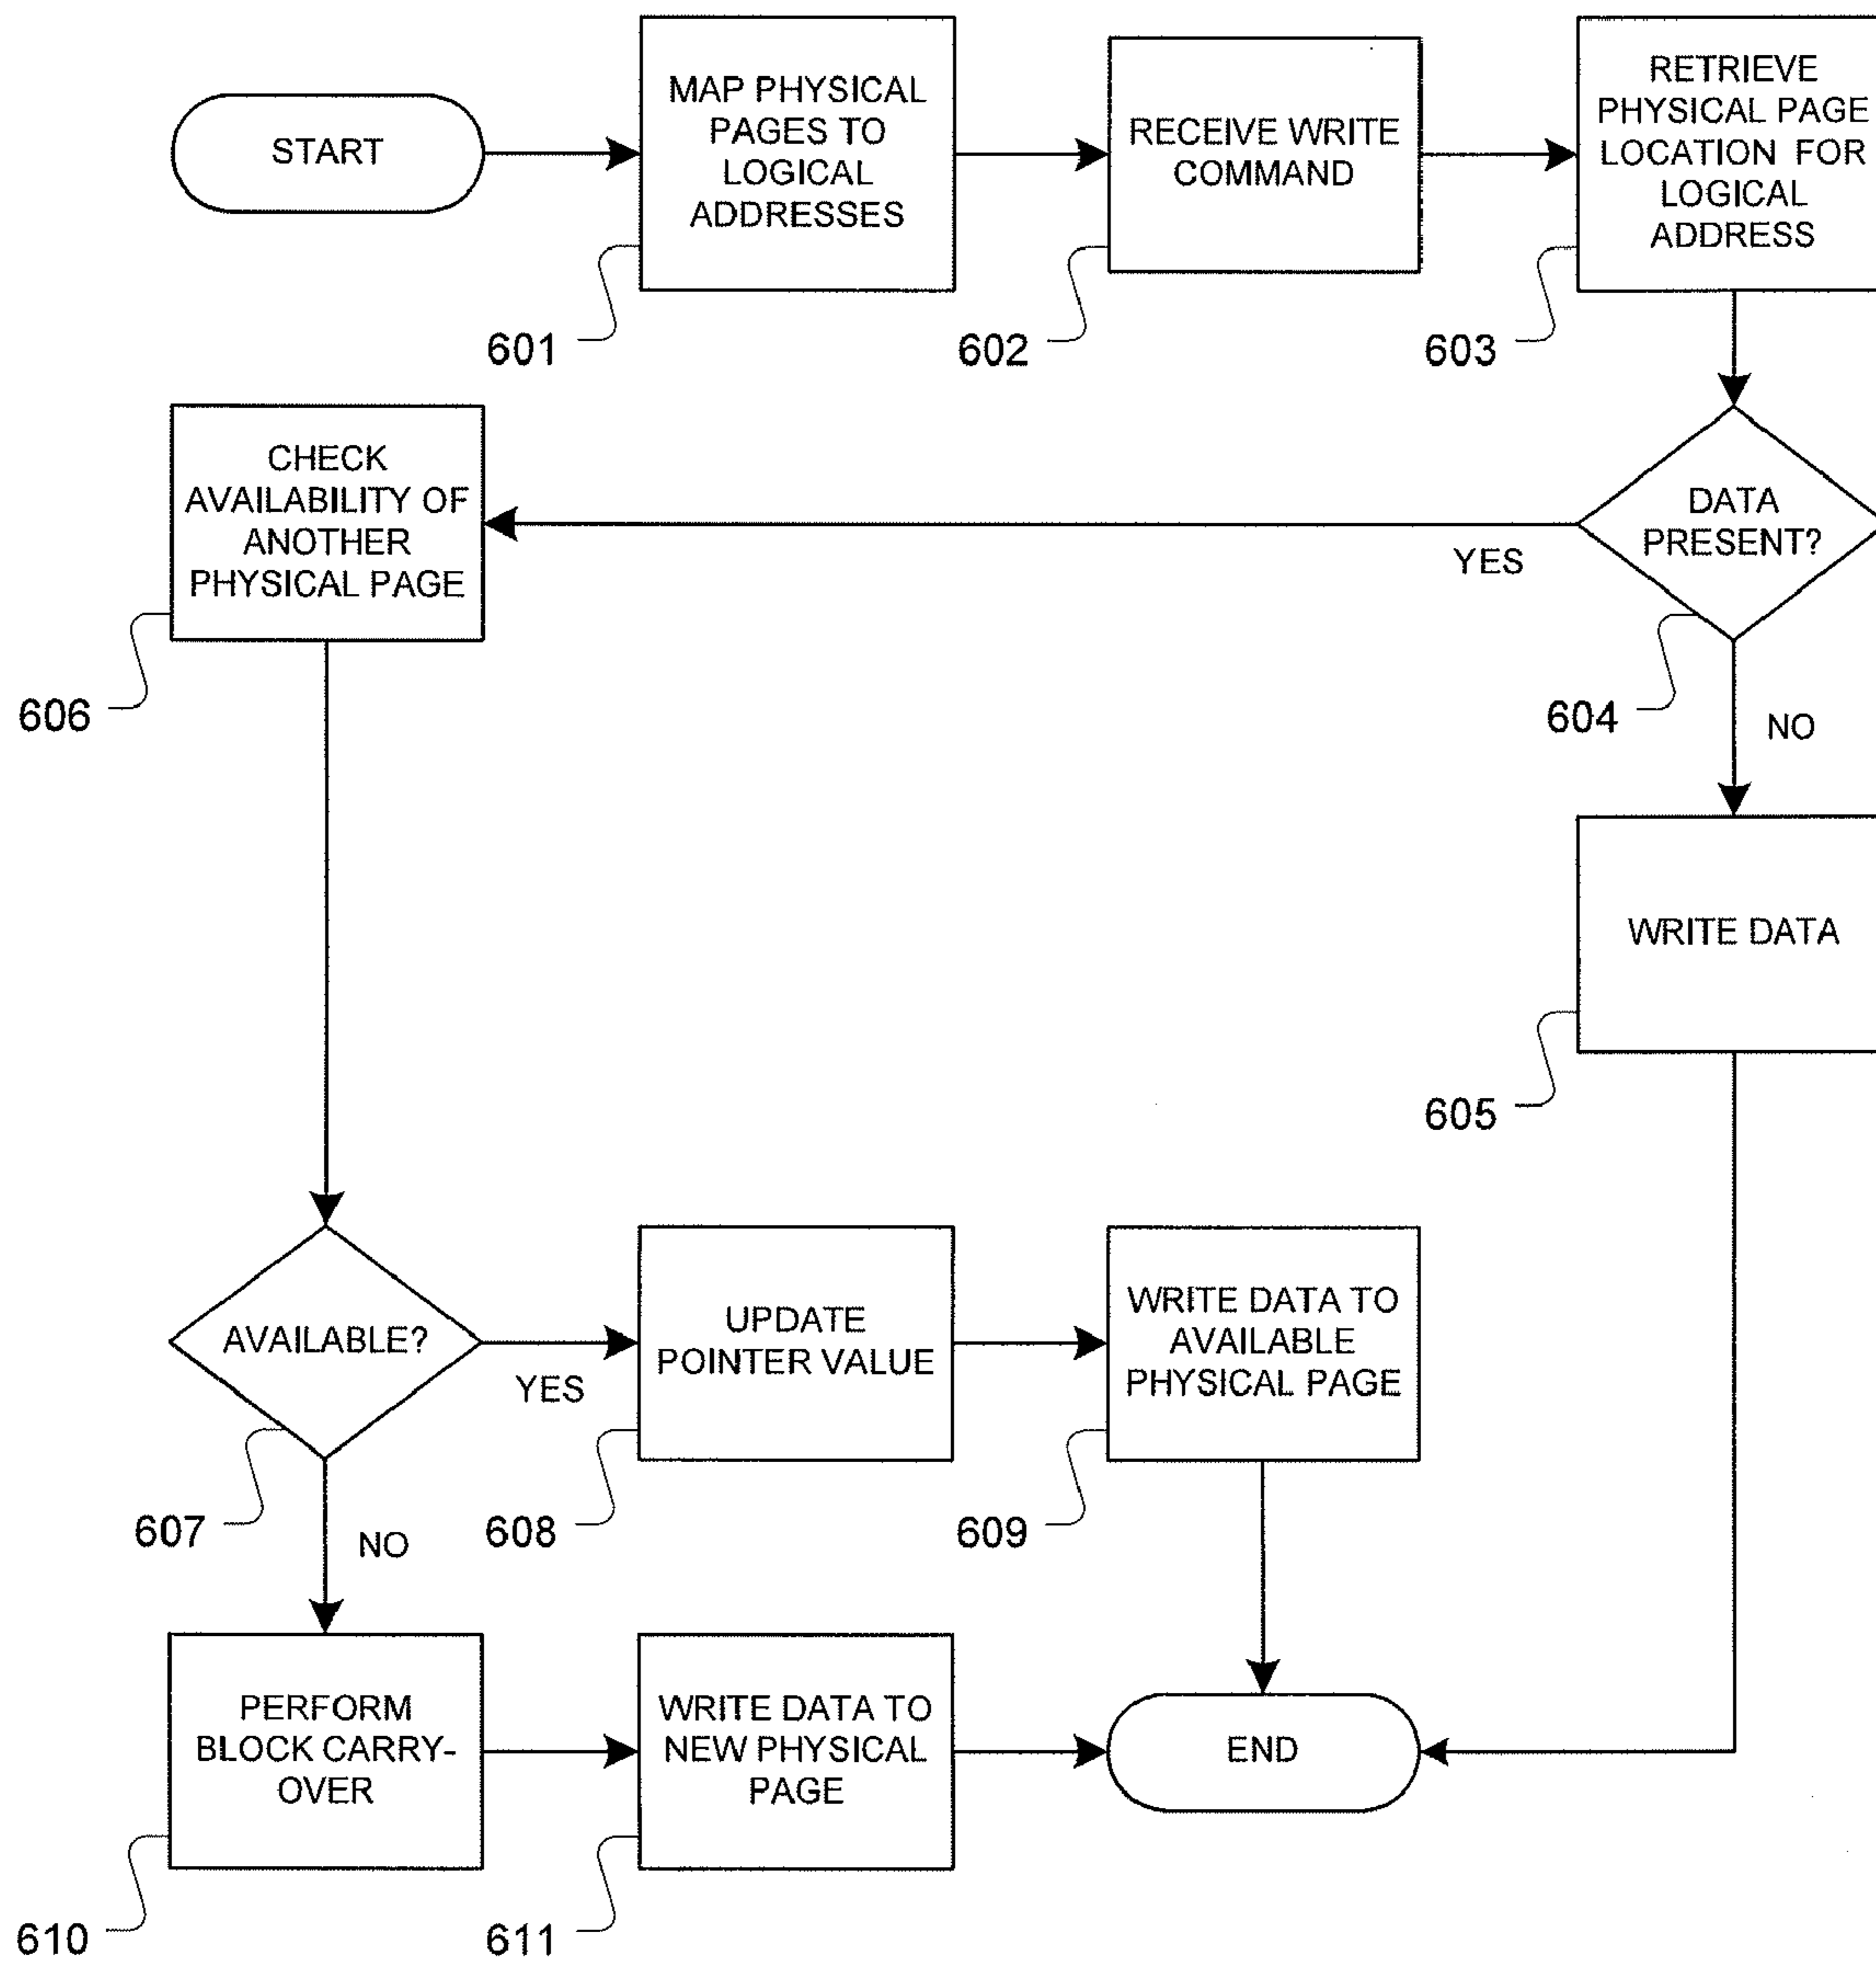 START
MAP PHYSICAL
PAGES TO
LOGICAL
ADDRESSES
601
RECEIVE WRITE
COMMAND
602
RETRIEVE
PHYSICAL PAGE
LOCATION FOR
LOGICAL
ADDRESS
603
DATA
PRESENT?
YES
604
NO
CHECK
AVAILABILITY OF
ANOTHER
PHYSICAL PAGE
606
WRITE DATA
605
AVAILABLE?
YES
607
NO
UPDATE
POINTER VALUE
608
WRITE DATA TO
AVAILABLE
PHYSICAL PAGE
609
PERFORM
BLOCK CARRY-
OVER
610
WRITE DATA TO
NEW PHYSICAL
PAGE
611
END